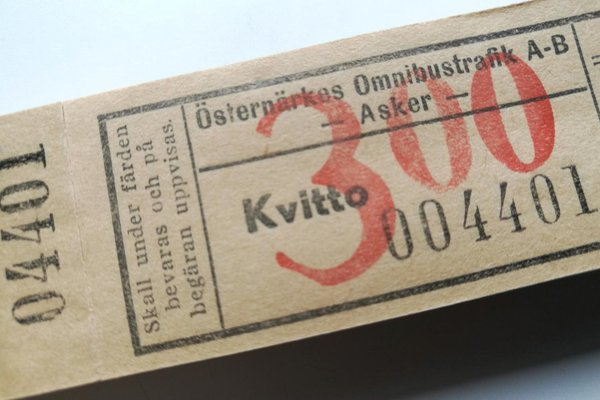 04401
Skall under färden
bevaras och på
begäran uppvisas.
Östernärkes Omnibustrafik A-B
— Asker —
300
Kvitto
004401